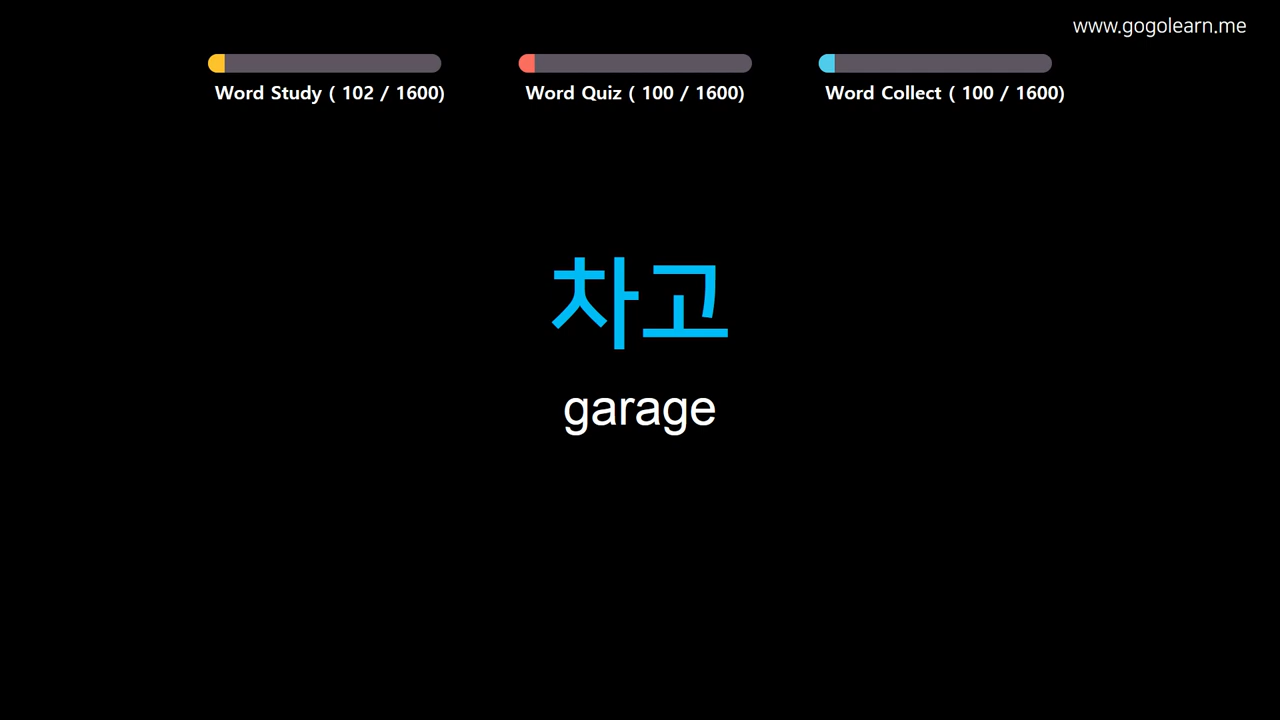 www.gogolearn.me
Word Study ( 102 / 1600)
Word Quiz ( 100 / 1600)
Word Collect ( 100 / 1600)
차고
garage